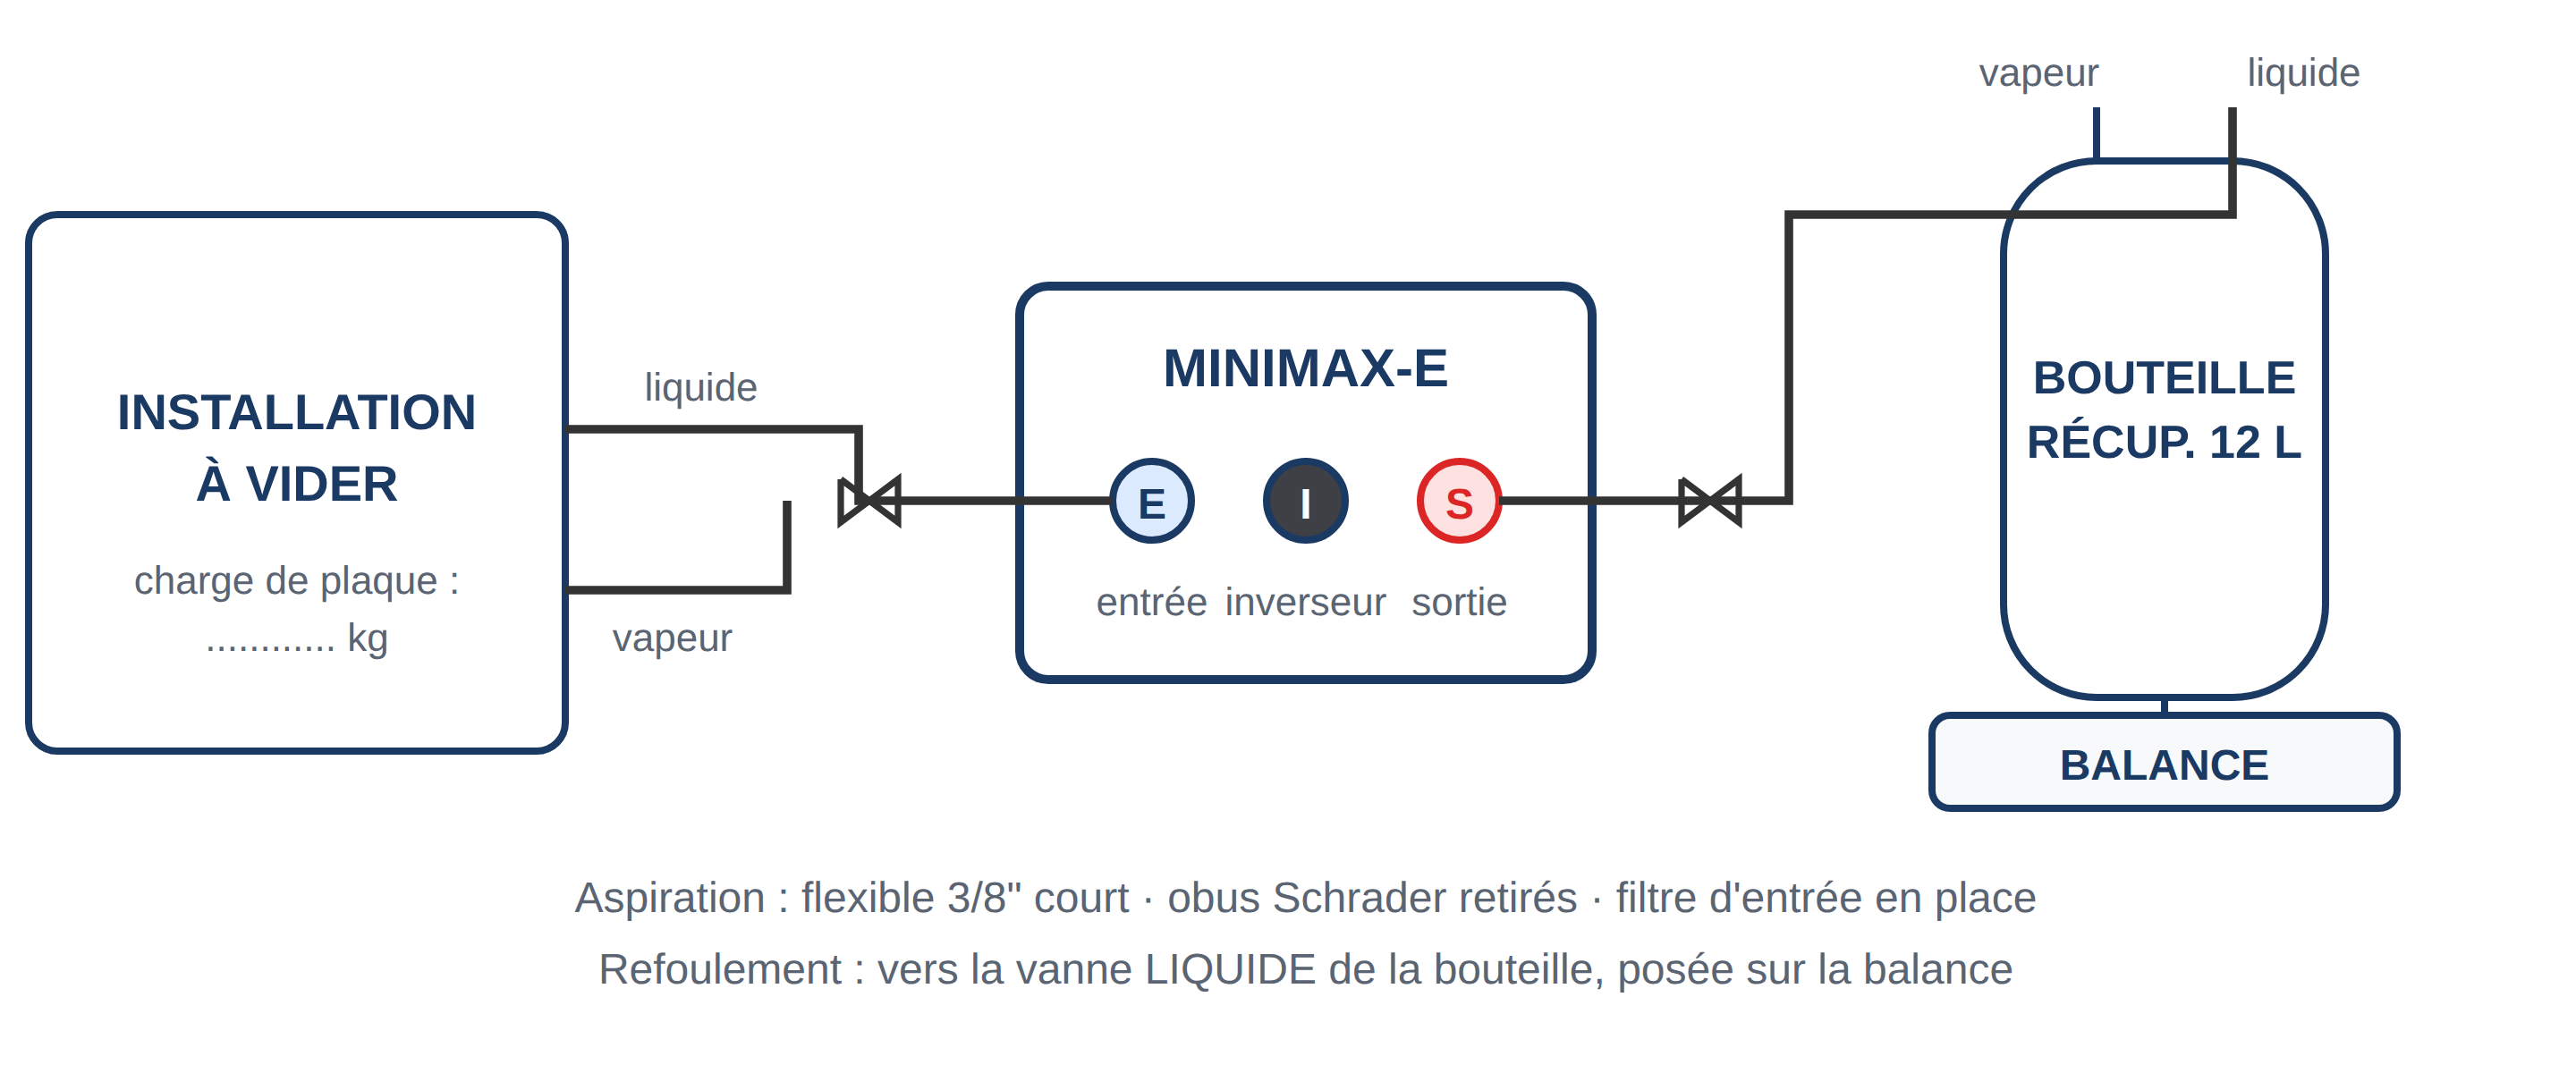 vapeur
liquide
INSTALLATION
À VIDER
charge de plaque :
............ kg
liquide
vapeur
MINIMAX-E
E
I
S
entrée
inverseur
sortie
BOUTEILLE
RÉCUP. 12 L
BALANCE
Aspiration : flexible 3/8" court · obus Schrader retirés · filtre d'entrée en place
Refoulement : vers la vanne LIQUIDE de la bouteille, posée sur la balance